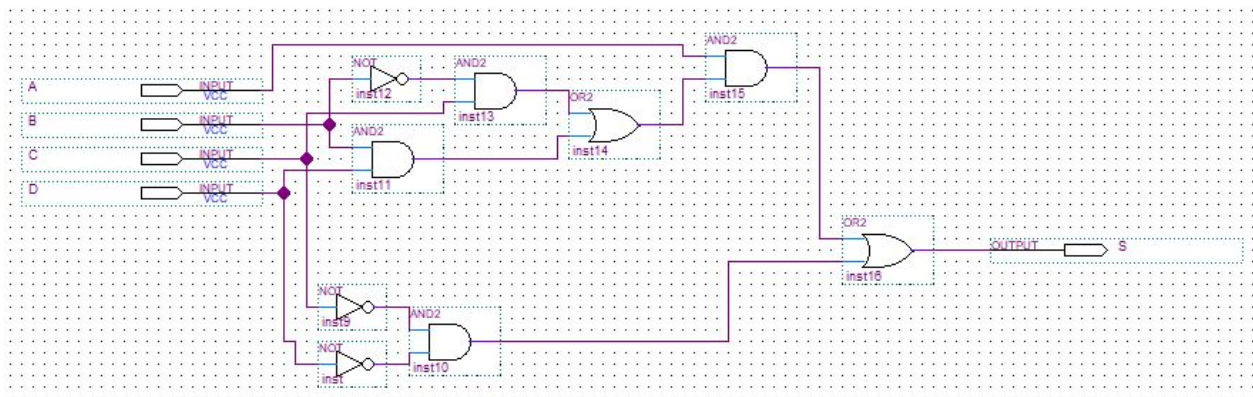 AND2
A
INPUT
VCC
NOT
inst12
AND2
inst13
inst15
OR2
inst14
B
INPUT
VCC
AND2
inst11
C
INPUT
VCC
D
INPUT
VCC
OR2
inst16
OUTPUT
S
NOT
inst9
AND2
inst10
NOT
inst